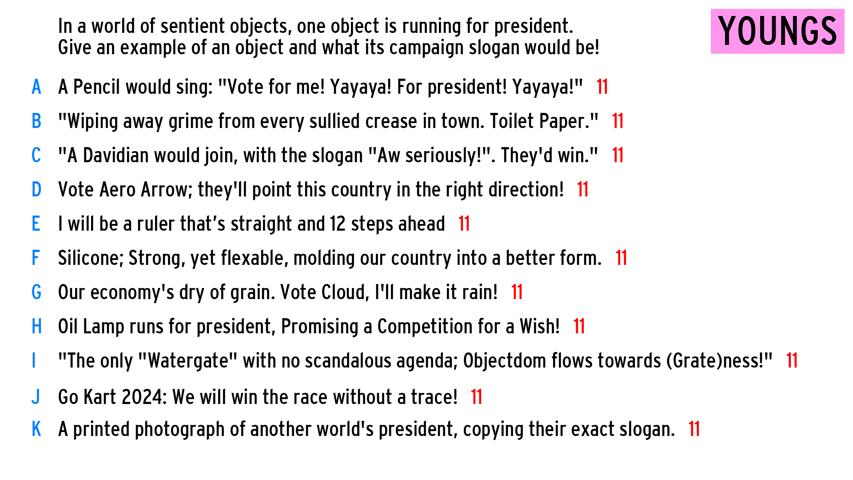 In a world of sentient objects, one object is running for president.
Give an example of an object and what its campaign slogan would be!
YOUNGS
A A Pencil would sing: "Vote for me! Yayaya! For president! Yayaya!" 11
B "Wiping away grime from every sullied crease in town. Toilet Paper." 11
C "A Davidian would join, with the slogan "Aw seriously!". They'd win." 11
D Vote Aero Arrow; they'll point this country in the right direction! 11
E I will be a ruler that’s straight and 12 steps ahead 11
F Silicone; Strong, yet flexable, molding our country into a better form. 11
G Our economy's dry of grain. Vote Cloud, I'll make it rain! 11
H Oil Lamp runs for president, Promising a Competition for a Wish! 11
I "The only "Watergate" with no scandalous agenda; Objectdom flows towards (Grate)ness!" 11
J Go Kart 2024: We will win the race without a trace! 11
K A printed photograph of another world's president, copying their exact slogan. 11